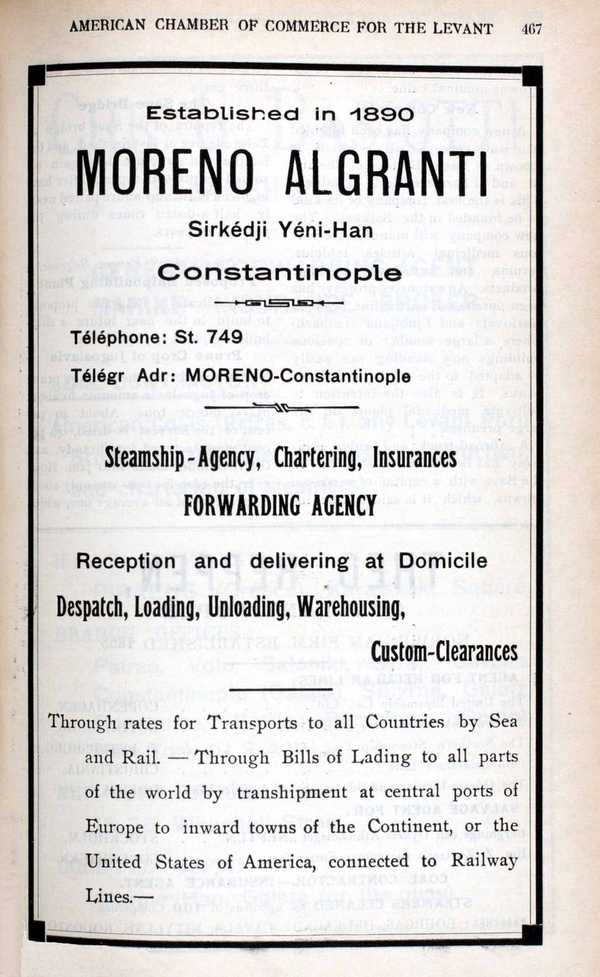 AMERICAN CHAMBER OF COMMERCE FOR THE LEVANT 467
Established in 1890
MORENO ALGRANTI
Sirkédji Yéni-Han
Constantinople
Téléphone: St. 749
Télégr Adr: MORENO-Constantinople
Steamship-Agency, Chartering, Insurances
FORWARDING AGENCY
Reception and delivering at Domicile
Despatch, Loading, Unloading, Warehousing,
Custom-Clearances
Through rates for Transports to all Countries by Sea
and Rail. — Through Bills of Lading to all parts
of the world by transhipment at central ports of
Europe to inward towns of the Continent, or the
United States of America, connected to Railway
Lines.—